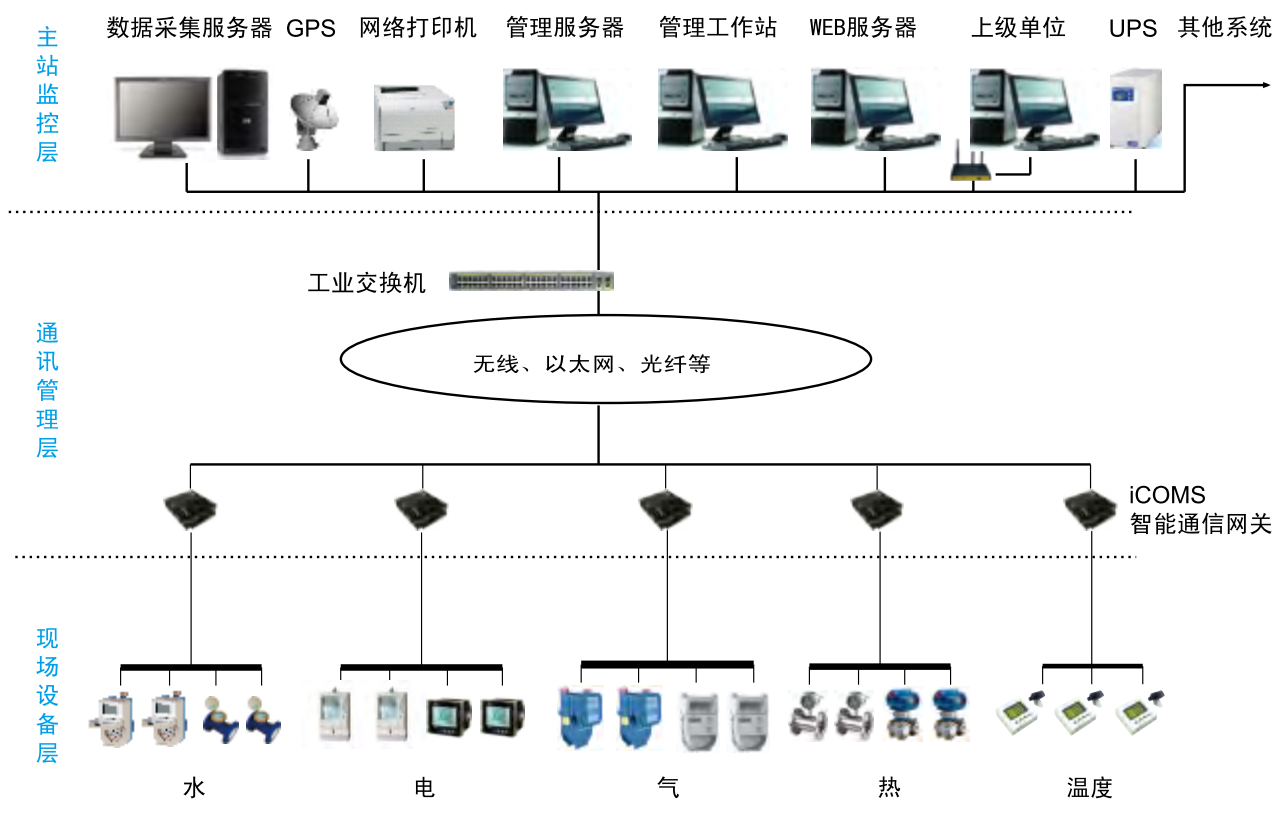 主站监控层
数据采集服务器
GPS
网络打印机
管理服务器
管理工作站
WEB服务器
上级单位
UPS
其他系统
通讯管理层
工业交换机
无线、以太网、光纤等
iCOMS
智能通信网关
现场设备层
水
电
气
热
温度